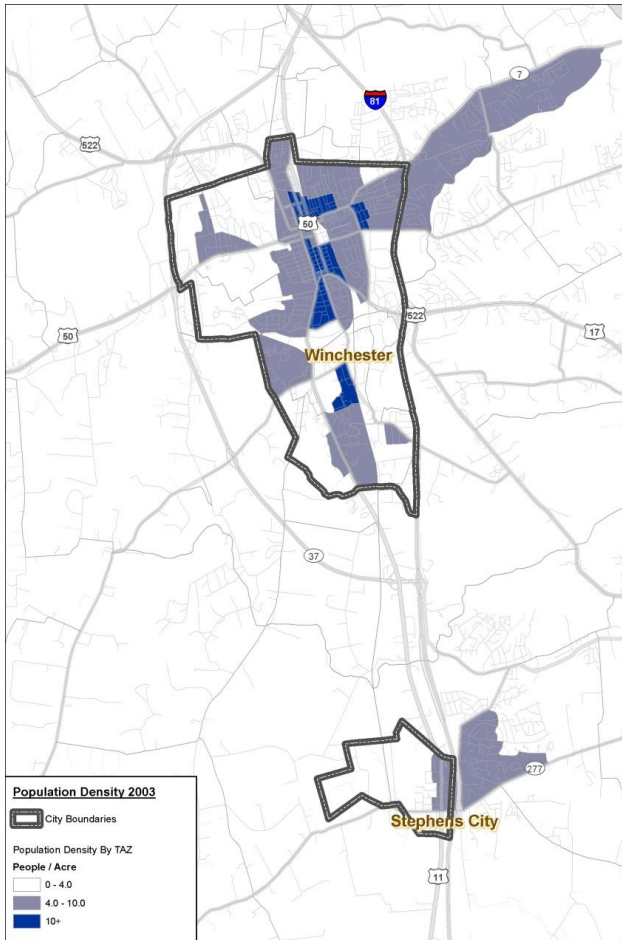 7
81
522
50
Winchester
522
17
50
37
277
Stephens City
11
Population Density 2003
City Boundaries
Population Density By TAZ
People / Acre
0 - 4.0
4.0 - 10.0
10+